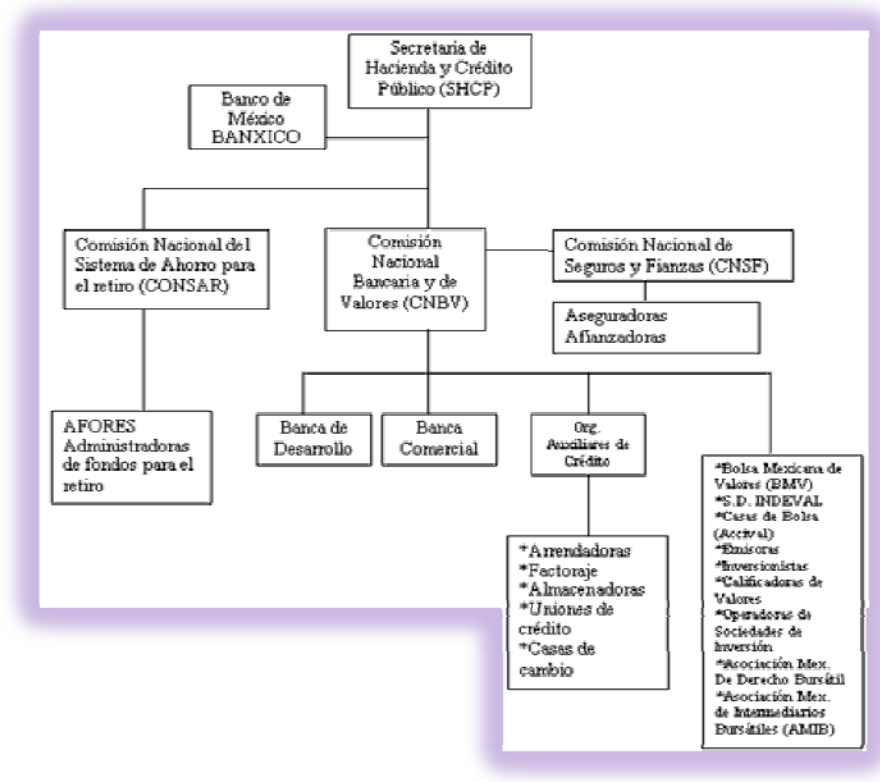 Secretaria de
Hacienda y Crédito
Público (SHCP)
Banco de
México
BANXICO
Comisión Nacional del
Sistema de Ahorro para
el retiro (CONSAR)
Comisión
Nacional
Bancaria y de
Valores (CNBV)
Comisión Nacional de
Seguros y Fianzas (CNSF)
Aseguradoras
Afianzadoras
AFORES
Administradoras
de fondos para el
retiro
Banca de
Desarrollo
Banca
Comercial
Org.
Auxiliares de
Crédito
*Arrendadoras
*Factoraje
*Almacenadoras
*Uniones de
crédito
*Casas de
cambio
*Bolsa Mexicana de
Valores (BMV)
*S.D. INDEVAL
*Casas de Bolsa
(Accival)
*Emisoras
*Inversionistas
*Calificadoras de
Valores
*Operadoras de
Sociedades de
Inversión
*Asociación Mex.
De Derecho Bursátil
*Asociación Mex.
de Intermediarios
Bursátiles (AMIB)